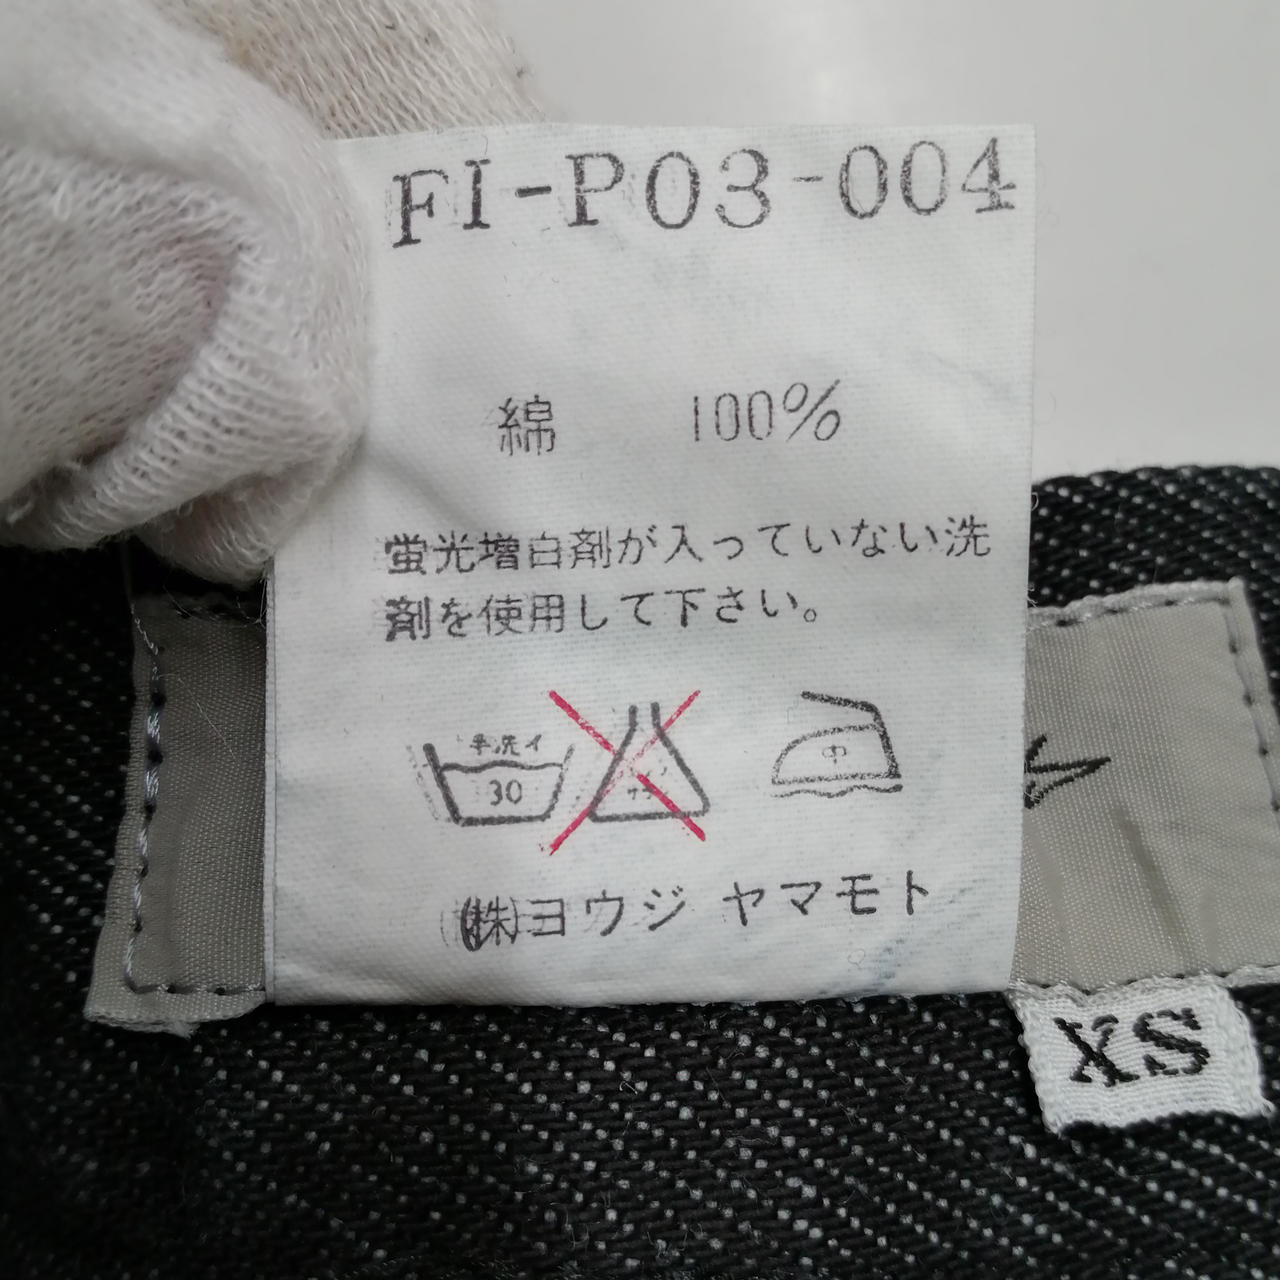 FI-P03-004
綿 100%
蛍光増白剤が入っていない洗
剤を使用して下さい。
手洗イ
30
中
(株)ヨウジ ヤマモト
XS